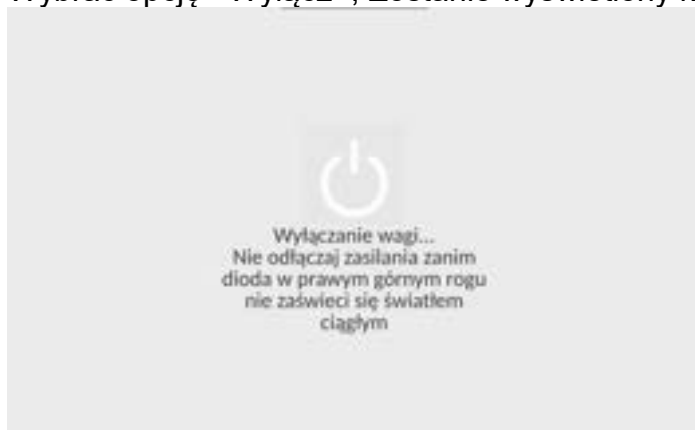 Wyłączanie wagi...
Nie odłączaj zasilania zanim
dioda w prawym górnym rogu
nie zaświeci się światłem
ciągłym